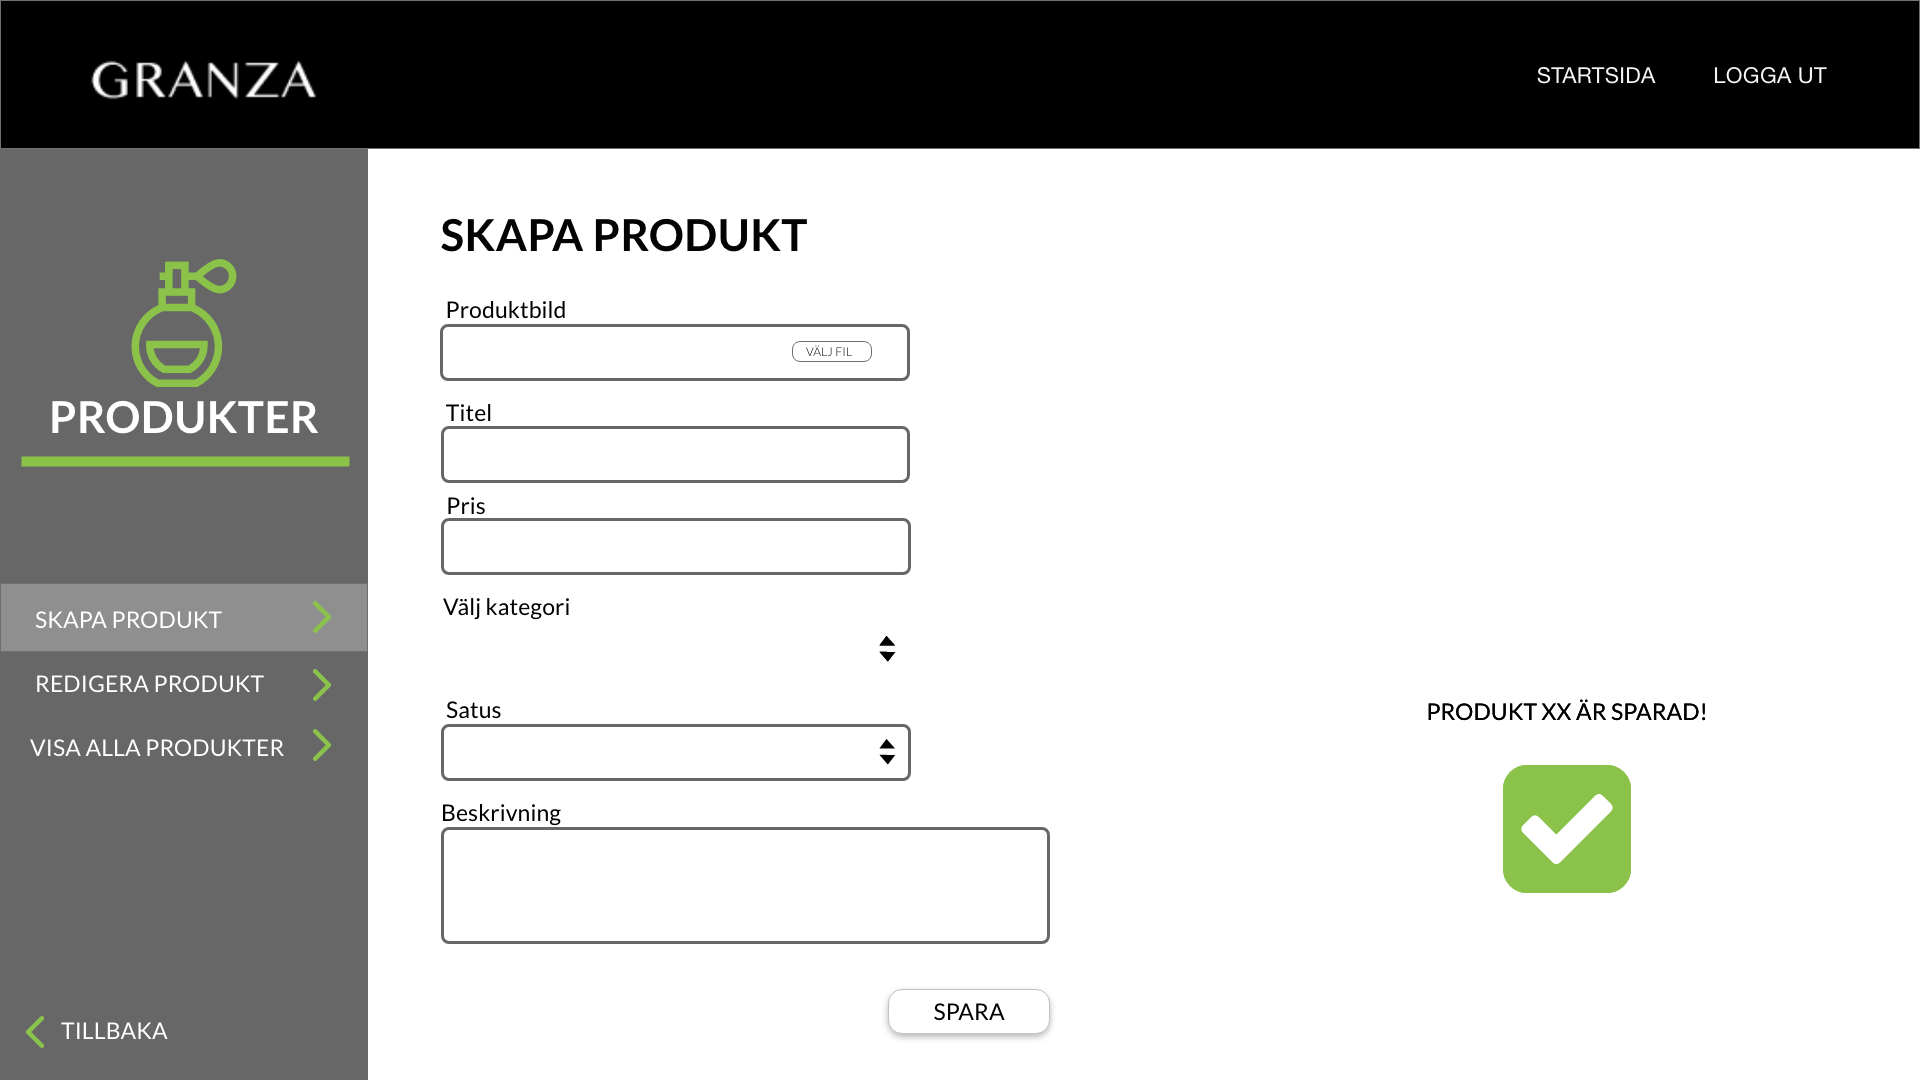 GRANZA
STARTSIDA
LOGGA UT
PRODUKTER
SKAPA PRODUKT
REDIGERA PRODUKT
VISA ALLA PRODUKTER
TILLBAKA
SKAPA PRODUKT
Produktbild
VÄLJ FIL
Titel
Pris
Välj kategori
Satus
Beskrivning
SPARA
PRODUKT XX ÄR SPARAD!